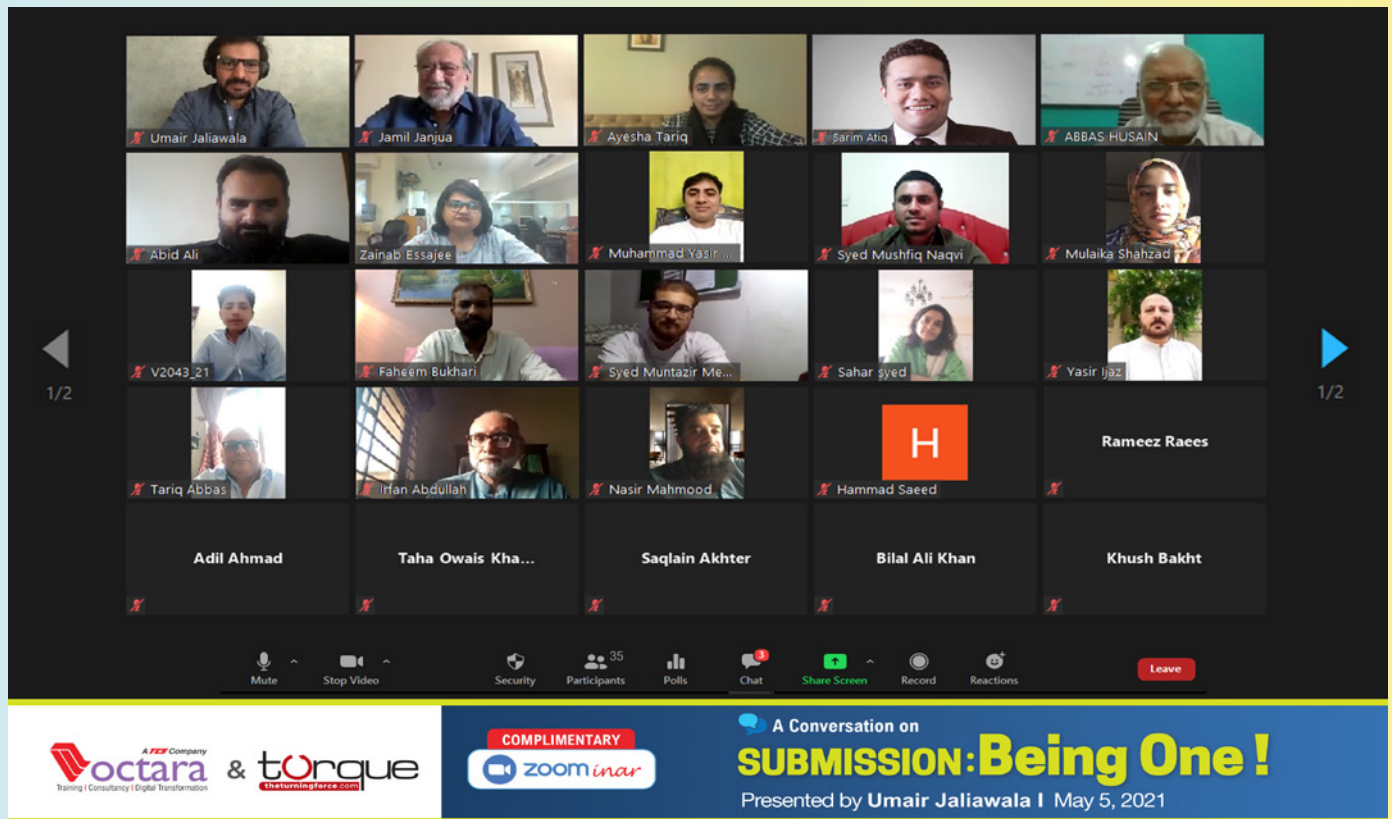 Umair Jaliawala
Jamil Janjua
Ayesha Tariq
Sarim Atiq
ABBAS HUSAIN
Abid Ali
Zainab Essajee
Muhammad Yasir ...
Syed Mushfiq Naqvi
Mulaika Shahzad
V2043_21
Faheem Bukhari
Syed Muntazir Me...
Sahar syed
Yasir Ijaz
Tariq Abbas
Irfan Abdullah
Nasir Mahmood
H
Hammad Saeed
Rameez Raees
Adil Ahmad
Taha Owais Kha...
Saqlain Akhter
Bilal Ali Khan
Khush Bakht
1/2
1/2
Mute
Stop Video
Security
35
Participants
Polls
3
Chat
Share Screen
Record
Reactions
Leave
A TCS Company
octara
Training I Consultancy I Digital Transformation
&
torque
theturningforce.com
COMPLIMENTARY
zoominar
A Conversation on
SUBMISSION: Being One !
Presented by Umair Jaliawala I May 5, 2021